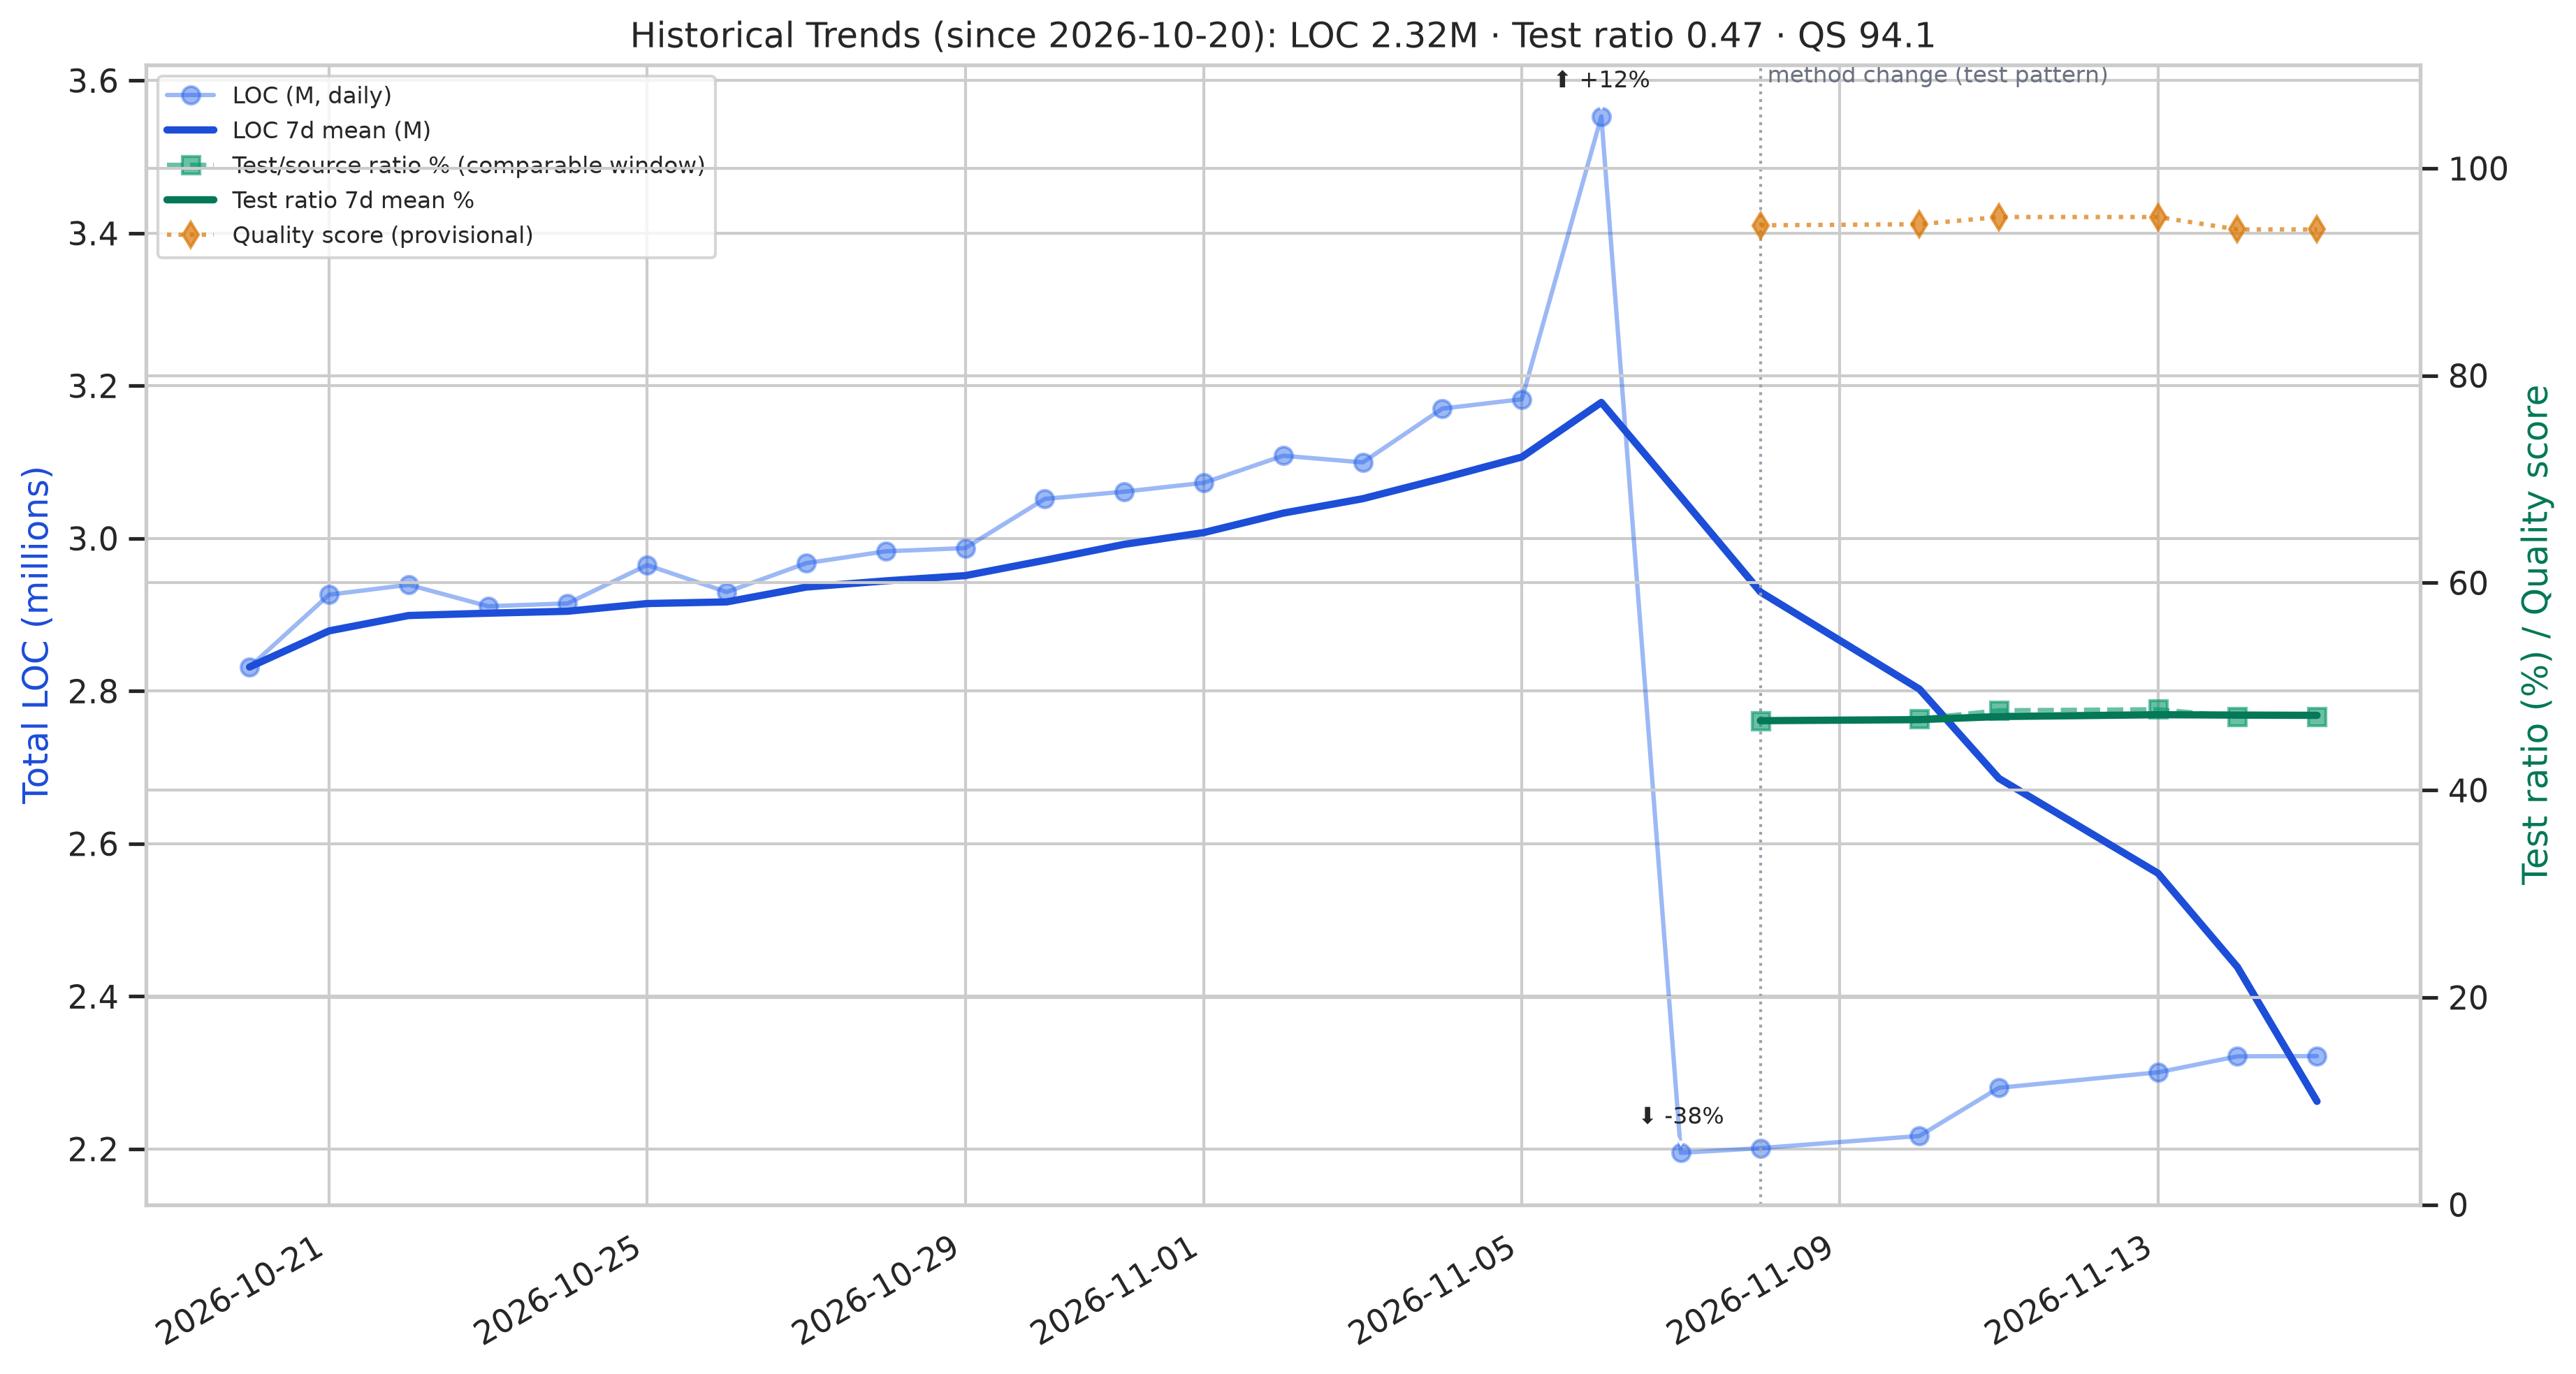 Historical Trends (since 2026-10-20): LOC 2.32M · Test ratio 0.47 · QS 94.1
LOC (M, daily)
LOC 7d mean (M)
Test/source ratio % (comparable window)
Test ratio 7d mean %
Quality score (provisional)
⬆ +12%
method change (test pattern)
⬇ -38%
Total LOC (millions)
3.6
3.4
3.2
3.0
2.8
2.6
2.4
2.2
100
80
60
40
20
0
Test ratio (%) / Quality score
2026-10-21
2026-10-25
2026-10-29
2026-11-01
2026-11-05
2026-11-09
2026-11-13